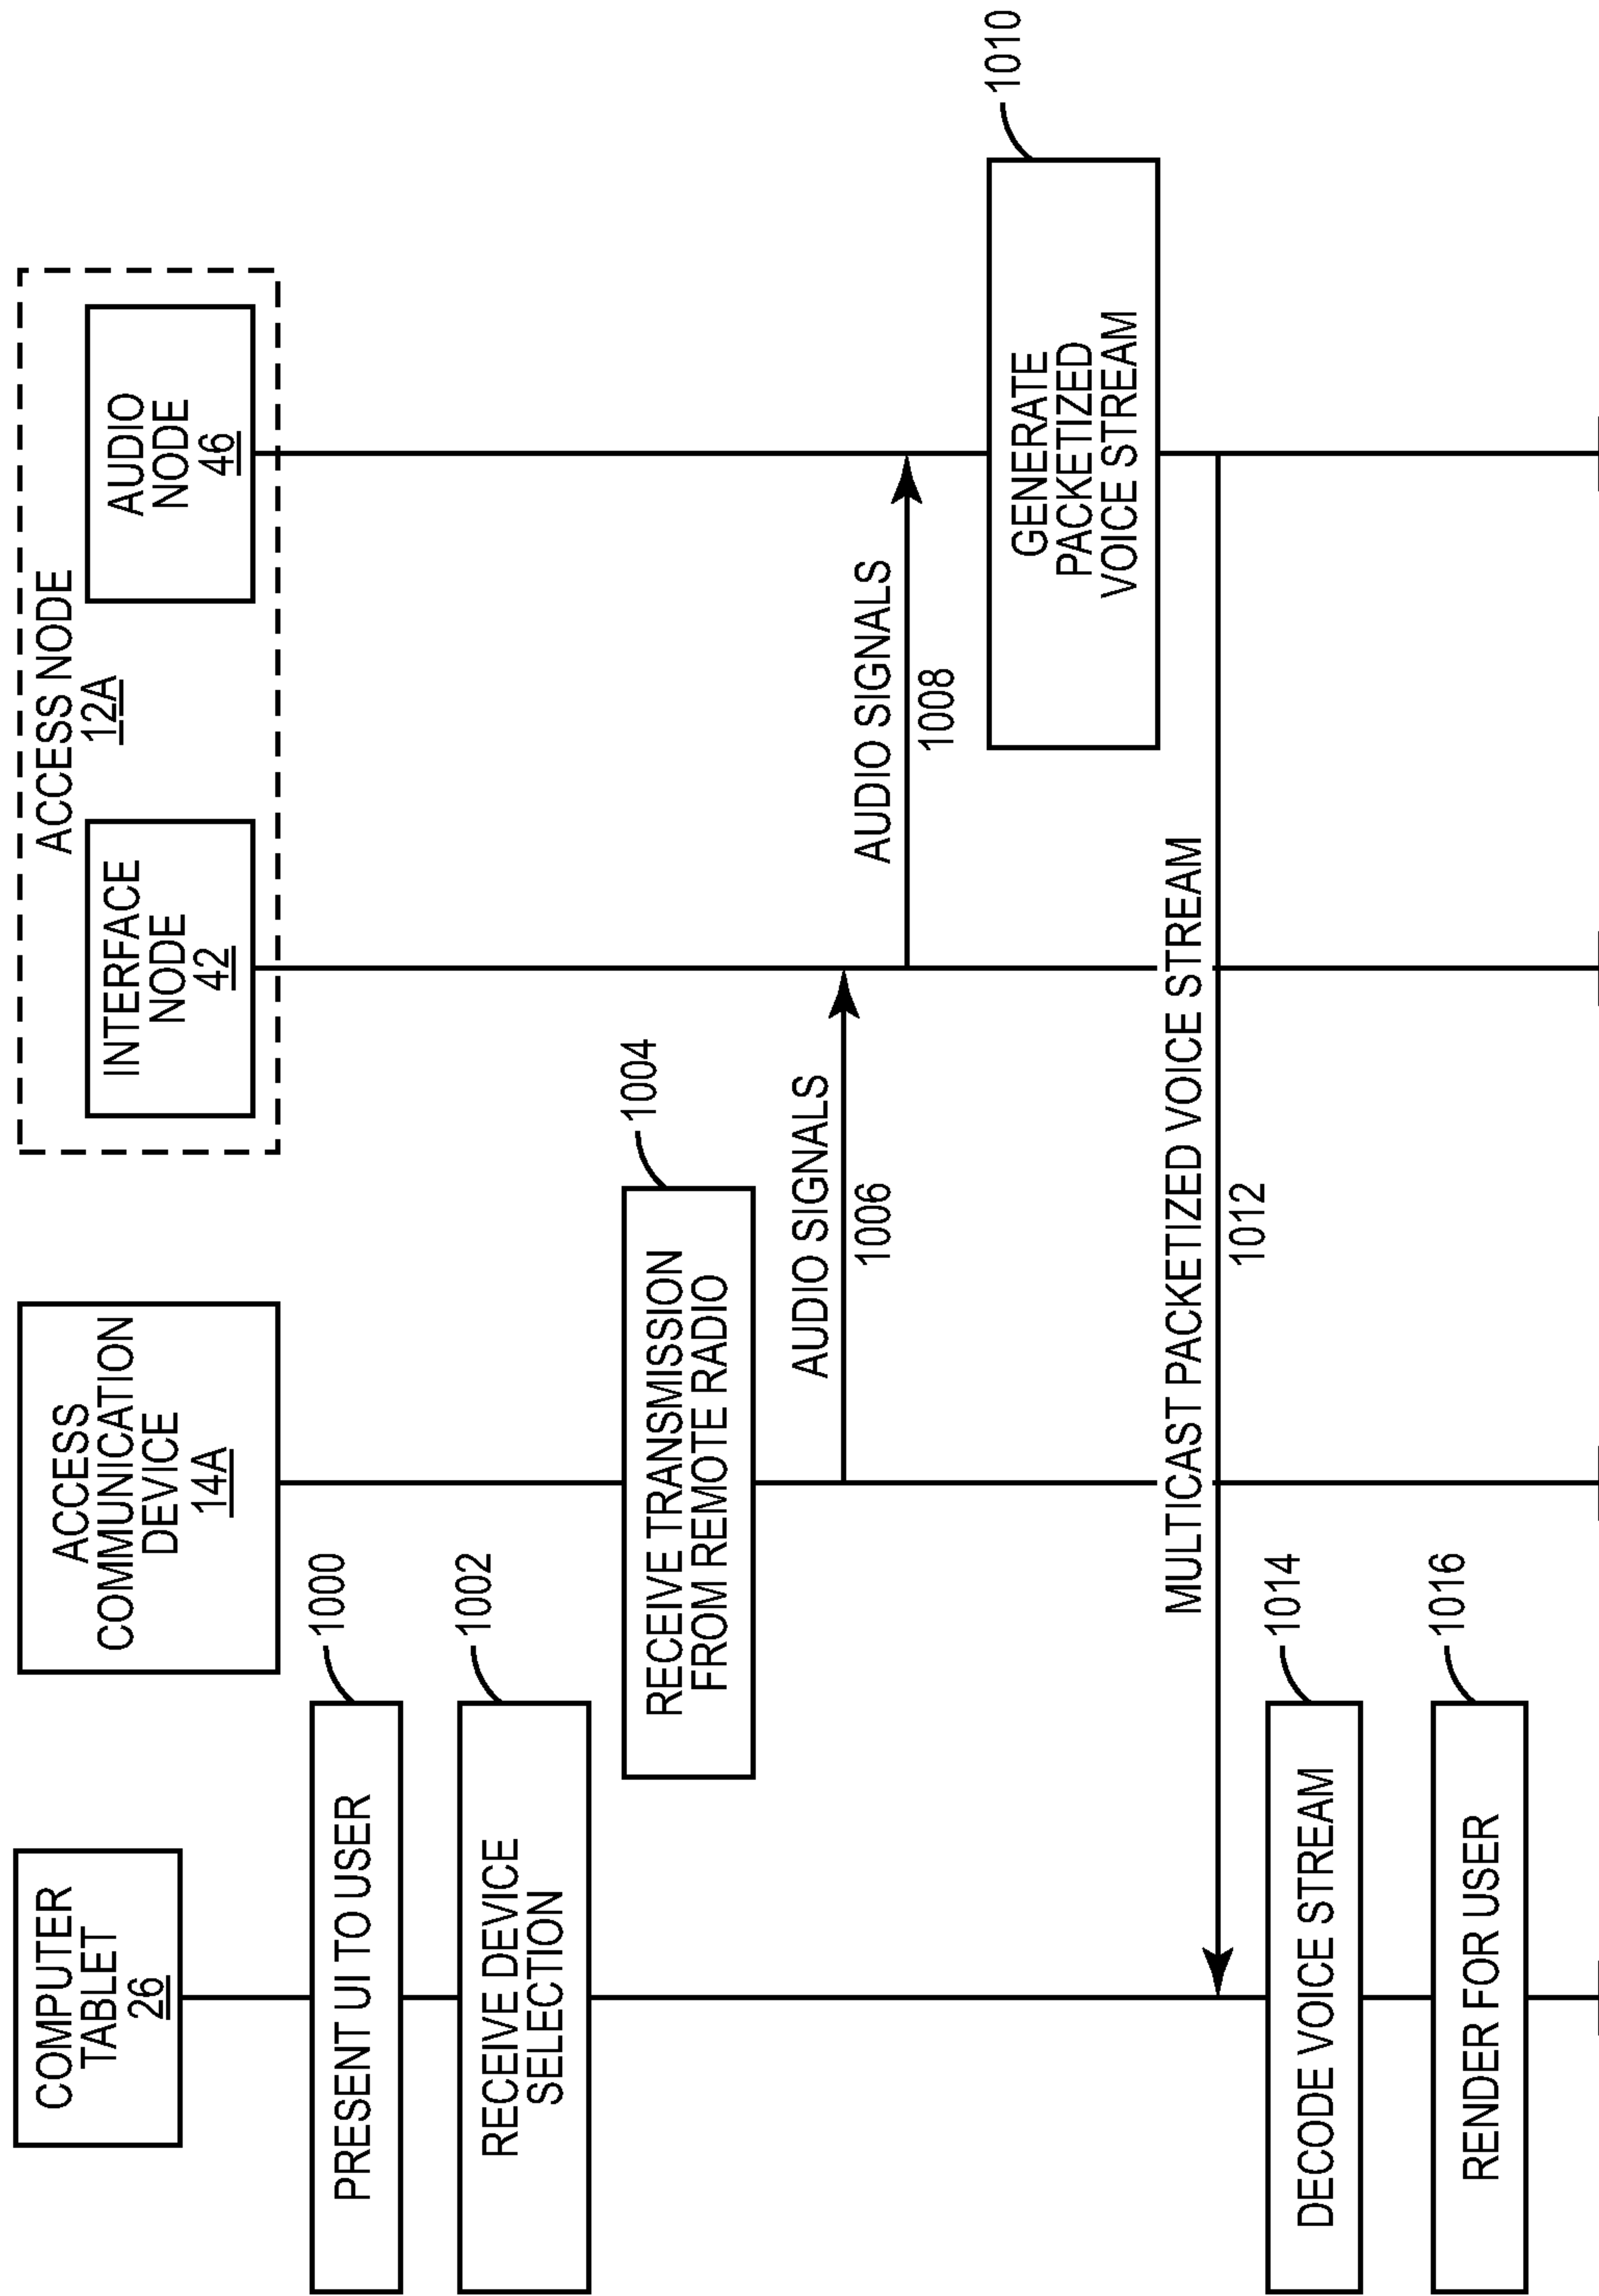 COMPUTER
TABLET
26
ACCESS
COMMUNICATION
DEVICE
14A
ACCESS NODE
12A
INTERFACE
NODE
42
AUDIO
NODE
46
PRESENT UI TO USER
1000
RECEIVE DEVICE
SELECTION
1002
RECEIVE TRANSMISSION
FROM REMOTE RADIO
1004
AUDIO SIGNALS
1006
AUDIO SIGNALS
1008
GENERATE
PACKETIZED
VOICE STREAM
1010
MULTICAST PACKETIZED VOICE STREAM
1012
DECODE VOICE STREAM
1014
RENDER FOR USER
1016